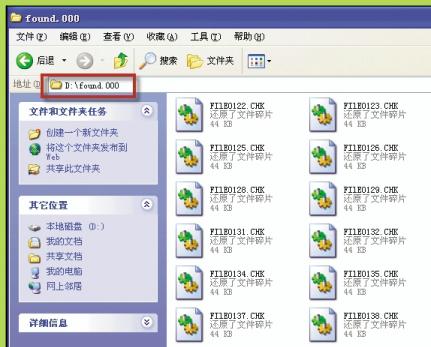 found.000
文件(F) 编辑(E) 查看(V) 收藏(A) 工具(T) 帮助(H)
后退 搜索 文件夹
地址(D) D:\found.000
文件和文件夹任务
创建一个新文件夹
将这个文件夹发布到
Web
共享此文件夹
其它位置
本地磁盘 (D:)
我的文档
共享文档
我的电脑
网上邻居
详细信息
FILE0122.CHK
还原了文件碎片
44 KB
FILE0123.CHK
还原了文件碎片
44 KB
FILE0125.CHK
还原了文件碎片
44 KB
FILE0126.CHK
还原了文件碎片
44 KB
FILE0128.CHK
还原了文件碎片
44 KB
FILE0129.CHK
还原了文件碎片
44 KB
FILE0131.CHK
还原了文件碎片
44 KB
FILE0132.CHK
还原了文件碎片
44 KB
FILE0134.CHK
还原了文件碎片
44 KB
FILE0135.CHK
还原了文件碎片
44 KB
FILE0137.CHK
还原了文件碎片
44 KB
FILE0138.CHK
还原了文件碎片
44 KB